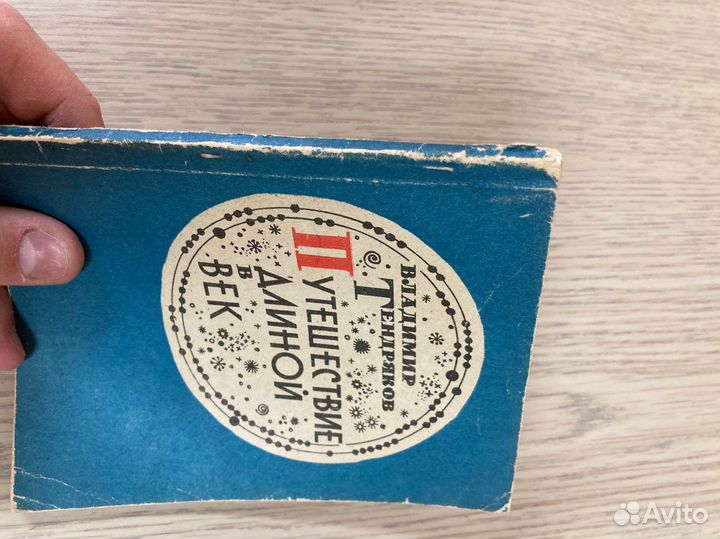 ВЛАДИМИР
ТЕНДРЯКОВ
ПУТЕШЕСТВИЕ
ДЛИНОЙ
В
ВЕК
Avito